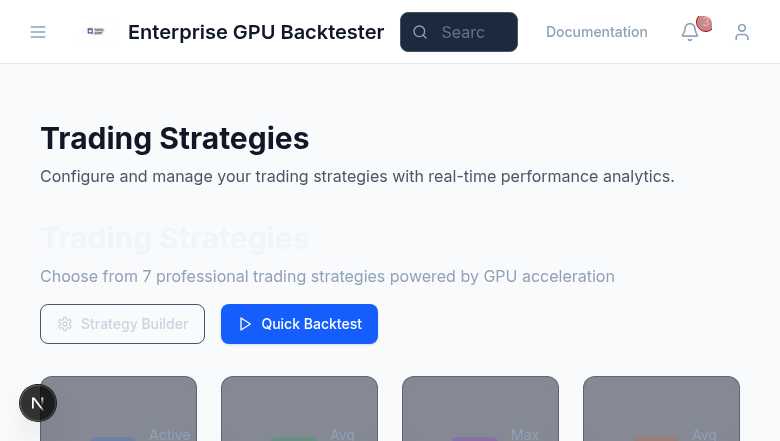 Enterprise GPU Backtester
Searc
Documentation
3
Trading Strategies
Configure and manage your trading strategies with real-time performance analytics.
Trading Strategies
Choose from 7 professional trading strategies powered by GPU acceleration
Strategy Builder
Quick Backtest
N
Active
Avg
Max
Avg